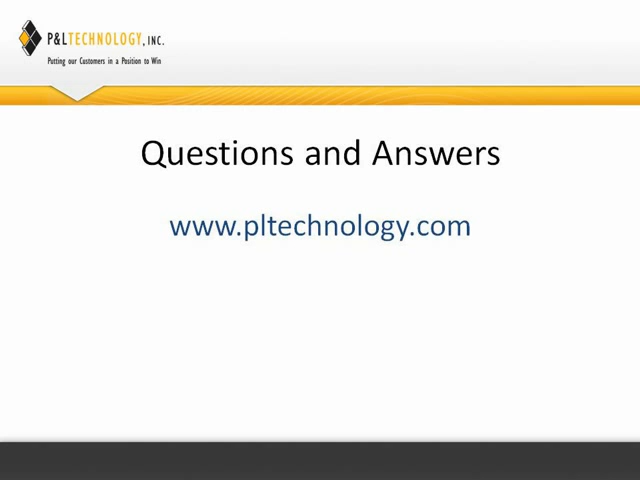 P&LTECHNOLOGY, INC.
Putting our Customers in a Position to Win
Questions and Answers
www.pltechnology.com